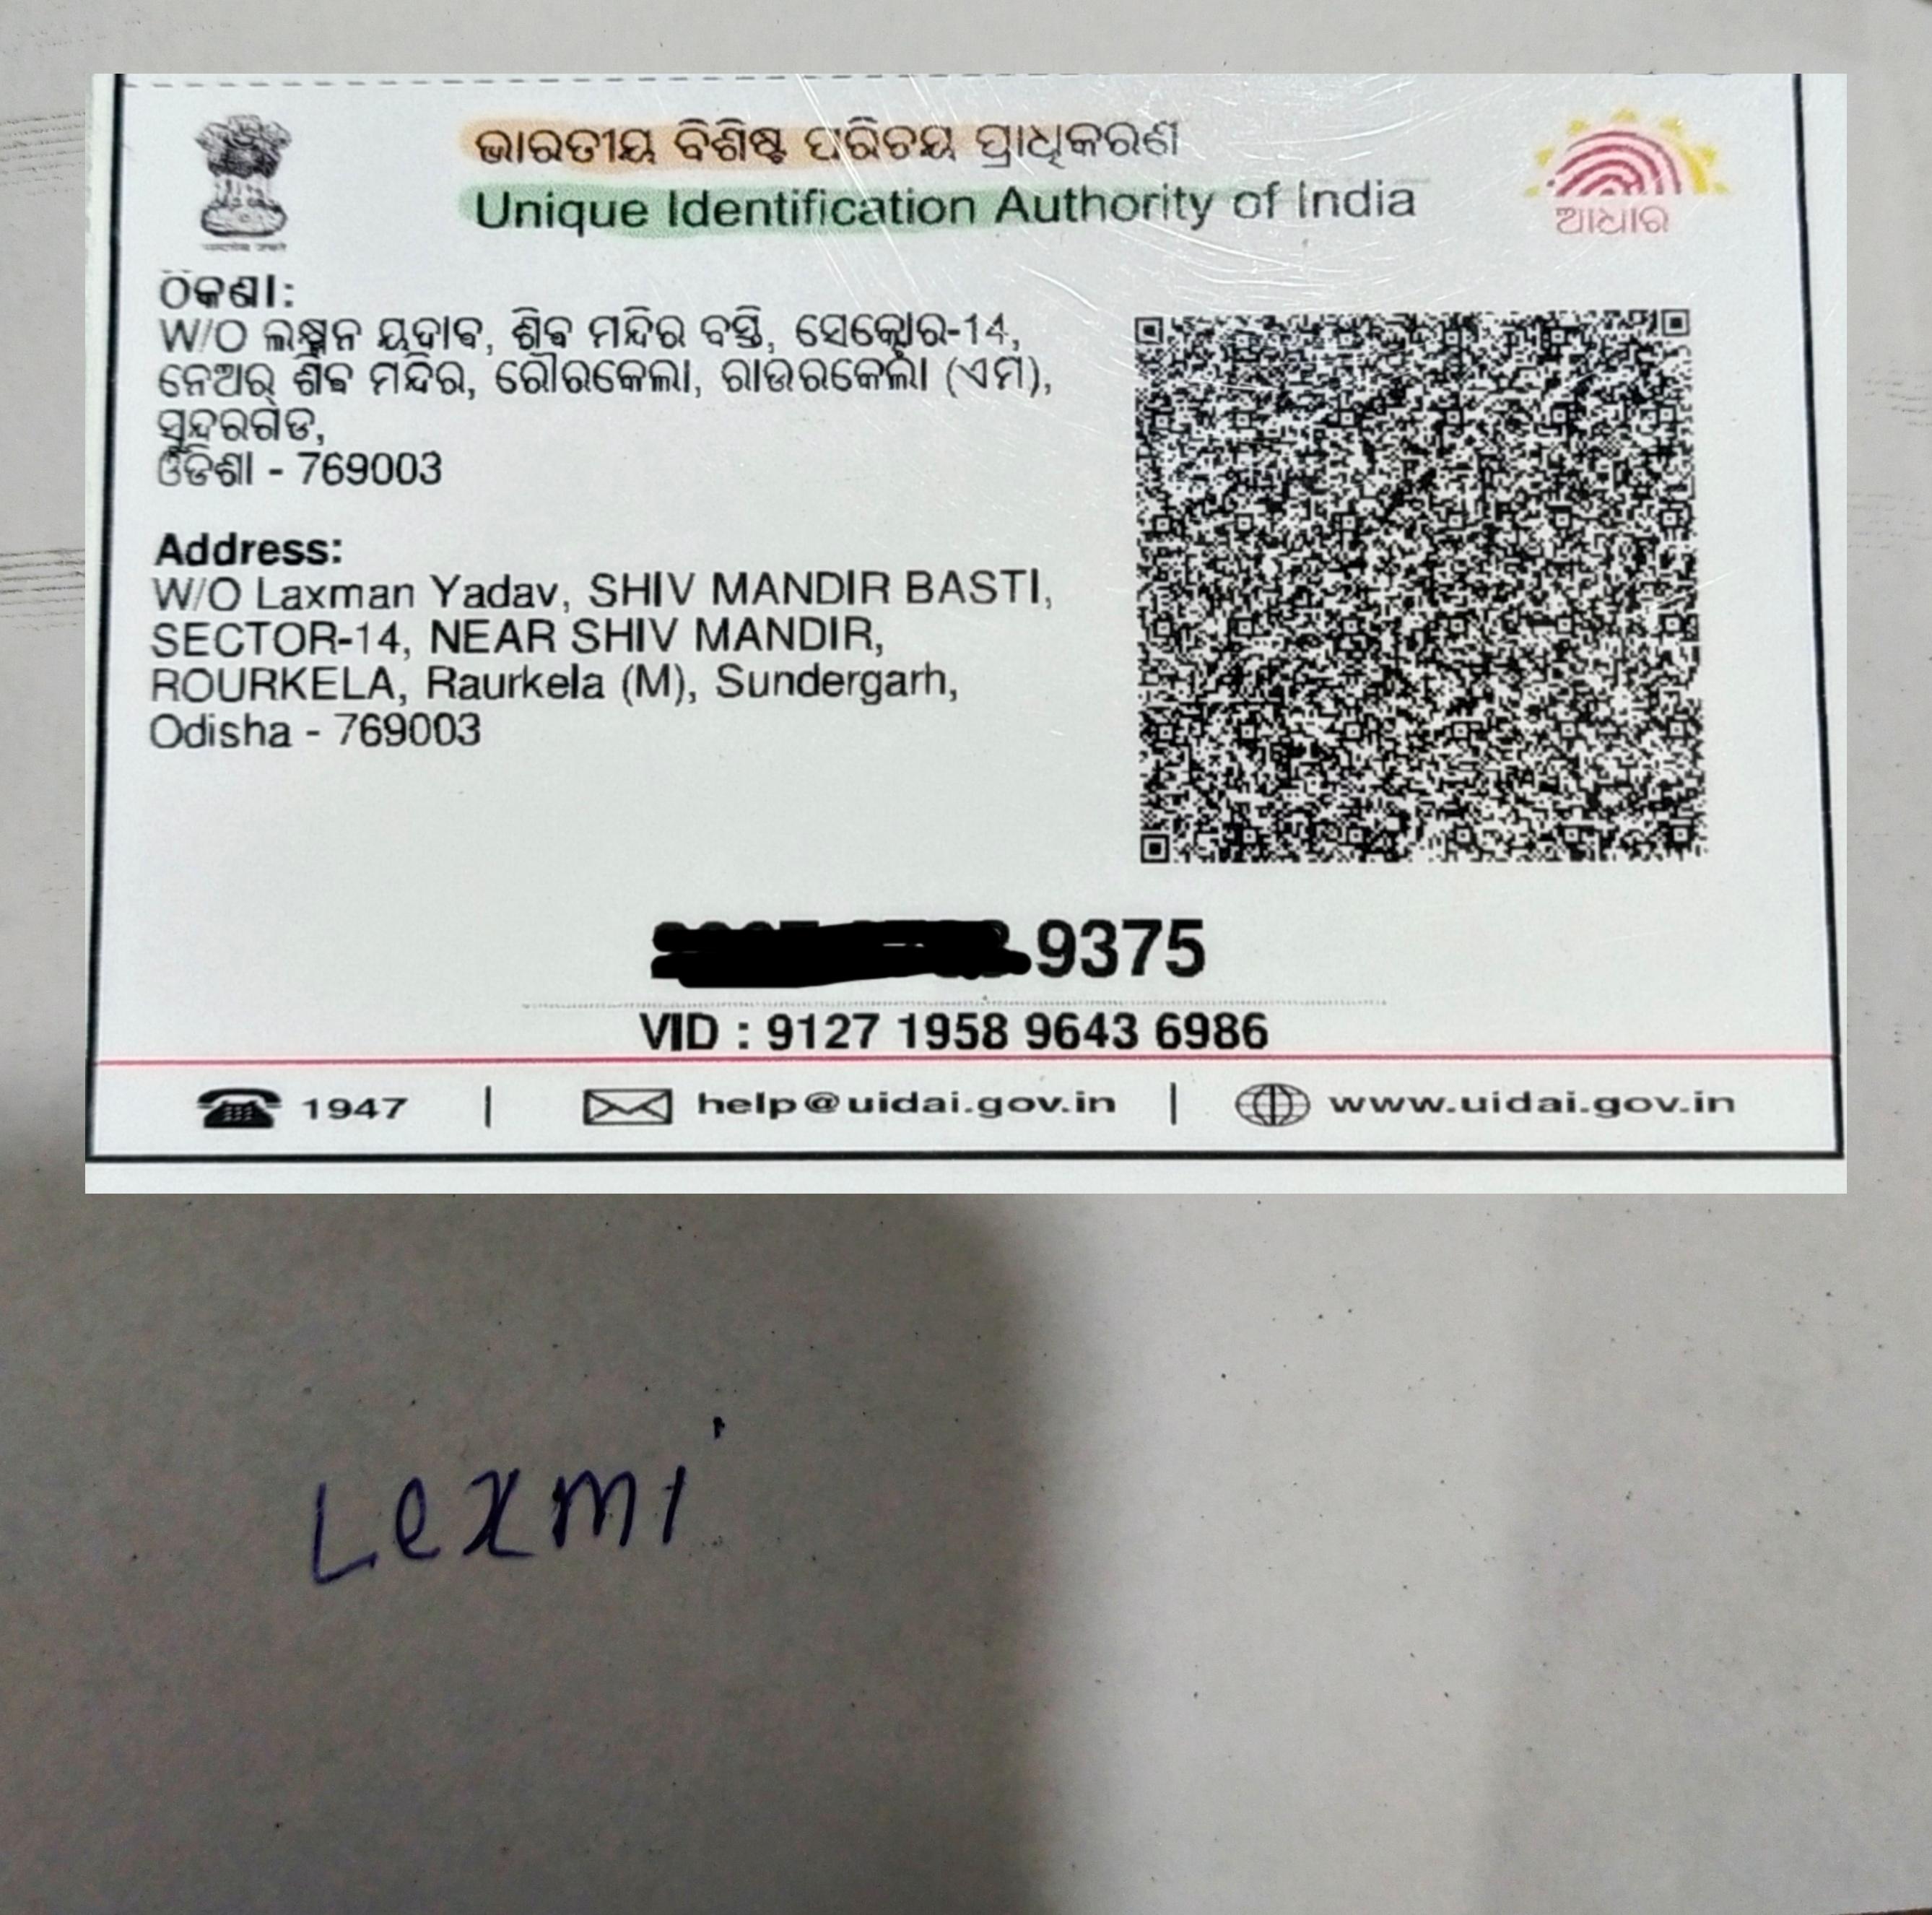 ଭାରତୀୟ ବିଶିଷ୍ଟ ପରିଚୟ ପ୍ରାଧିକରଣ
Unique Identification Authority of India
ଆଧାର
ଠିକଣା:
W/O ଲକ୍ଷ୍ମନ ୟଦାଵ, ଶିଵ ମନ୍ଦିର ବସ୍ତି, ସେକ୍ଟୋର-14,
ନେଅର୍ ଶିଵ ମନ୍ଦିର, ରୌରକେଲା, ରାଉରକେଲା (ଏମ),
ସୁନ୍ଦରଗଡ,
ଓଡିଶା - 769003
Address:
W/O Laxman Yadav, SHIV MANDIR BASTI,
SECTOR-14, NEAR SHIV MANDIR,
ROURKELA, Raurkela (M), Sundergarh,
Odisha - 769003
9375
VID : 9127 1958 9643 6986
1947 | help@uidai.gov.in | www.uidai.gov.in
Lexmi